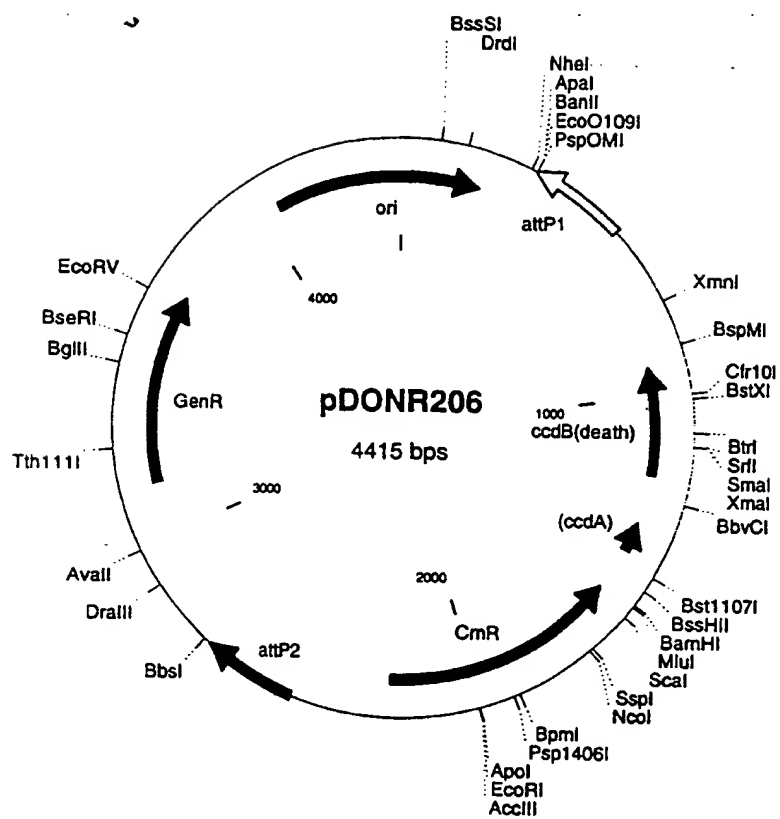 BssSI
DrdI
NheI
ApaI
BanII
EcoO109I
PspOMI
ori
attP1
I
4000
EcoRV
XmnI
BseRI
BspMI
BglII
Cfr10I
BstXI
GenR
pDONR206
1000
ccdB(death)
4415 bps
BtrI
SrfI
SmaI
XmaI
Tth111I
3000
(ccdA)
BbvCI
AvaII
2000
DraIII
CmR
Bst1107I
BssHII
BamHI
MluI
ScaI
attP2
BbsI
SspI
NcoI
BpmI
Psp1406I
ApoI
EcoRI
AccIII